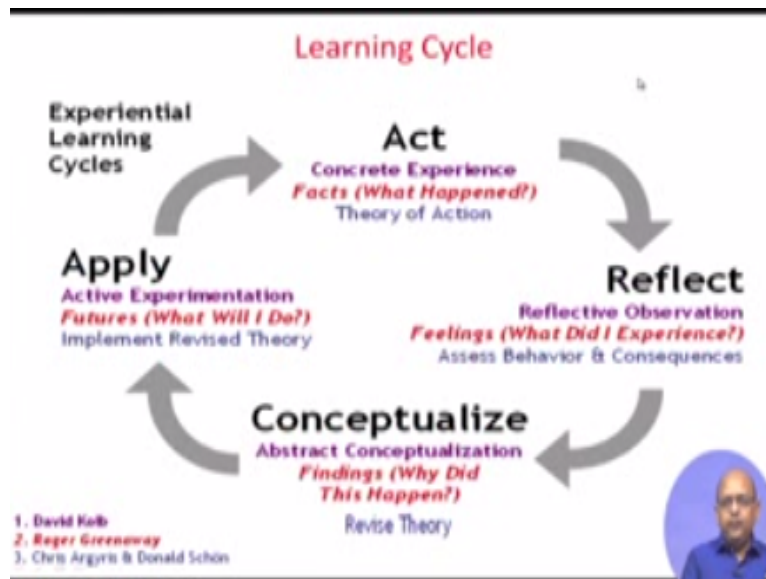 Learning Cycle
Experiential
Learning
Cycles
Act
Concrete Experience
Facts (What Happened?)
Theory of Action
Reflect
Reflective Observation
Feelings (What Did I Experience?)
Assess Behavior & Consequences
Conceptualize
Abstract Conceptualization
Findings (Why Did
This Happen?)
Revise Theory
Apply
Active Experimentation
Futures (What Will I Do?)
Implement Revised Theory
1. David Kolb
2. Roger Greenaway
3. Chris Argyris & Donald Schön